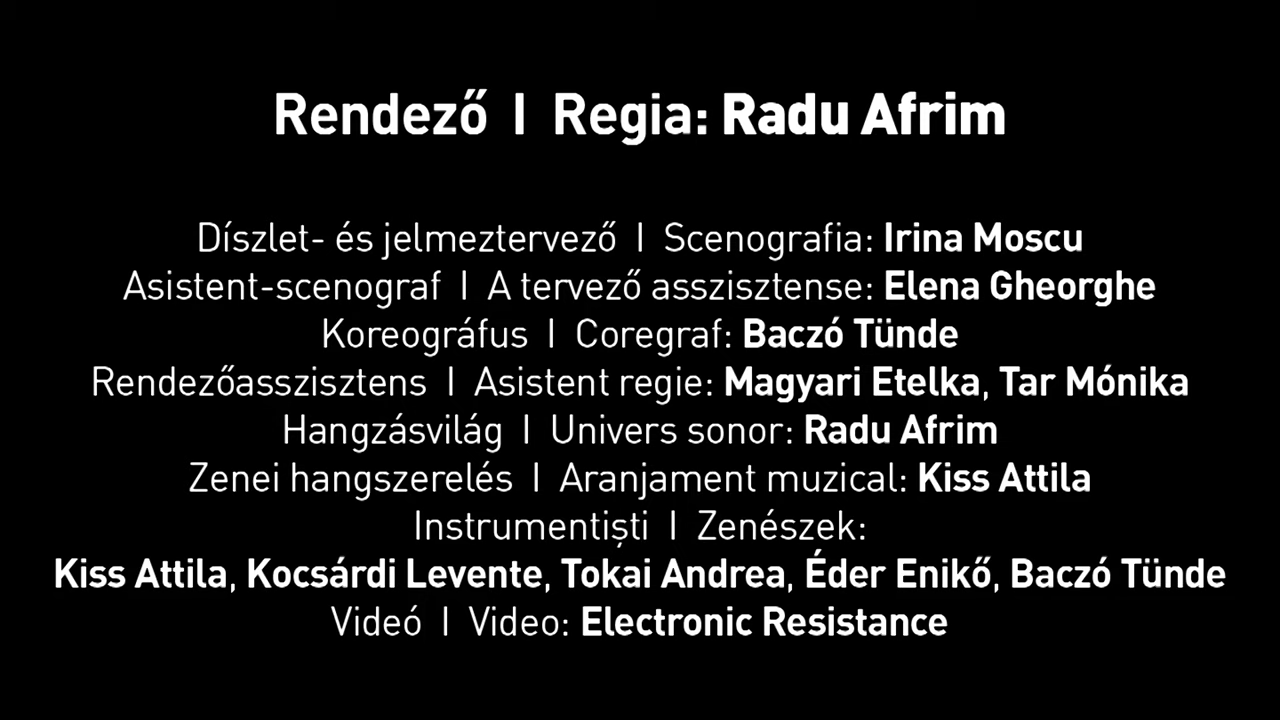 Rendező I Regia: Radu Afrim
Díszlet- és jelmeztervező I Scenografia: Irina Moscu
Asistent-scenograf I A tervező asszisztense: Elena Gheorghe
Koreográfus I Coregraf: Baczó Tünde
Rendezőasszisztens I Asistent regie: Magyari Etelka, Tar Mónika
Hangzásvilág I Univers sonor: Radu Afrim
Zenei hangszerelés I Aranjament muzical: Kiss Attila
Instrumentiști I Zenészek:
Kiss Attila, Kocsárdi Levente, Tokai Andrea, Éder Enikő, Baczó Tünde
Videó I Video: Electronic Resistance